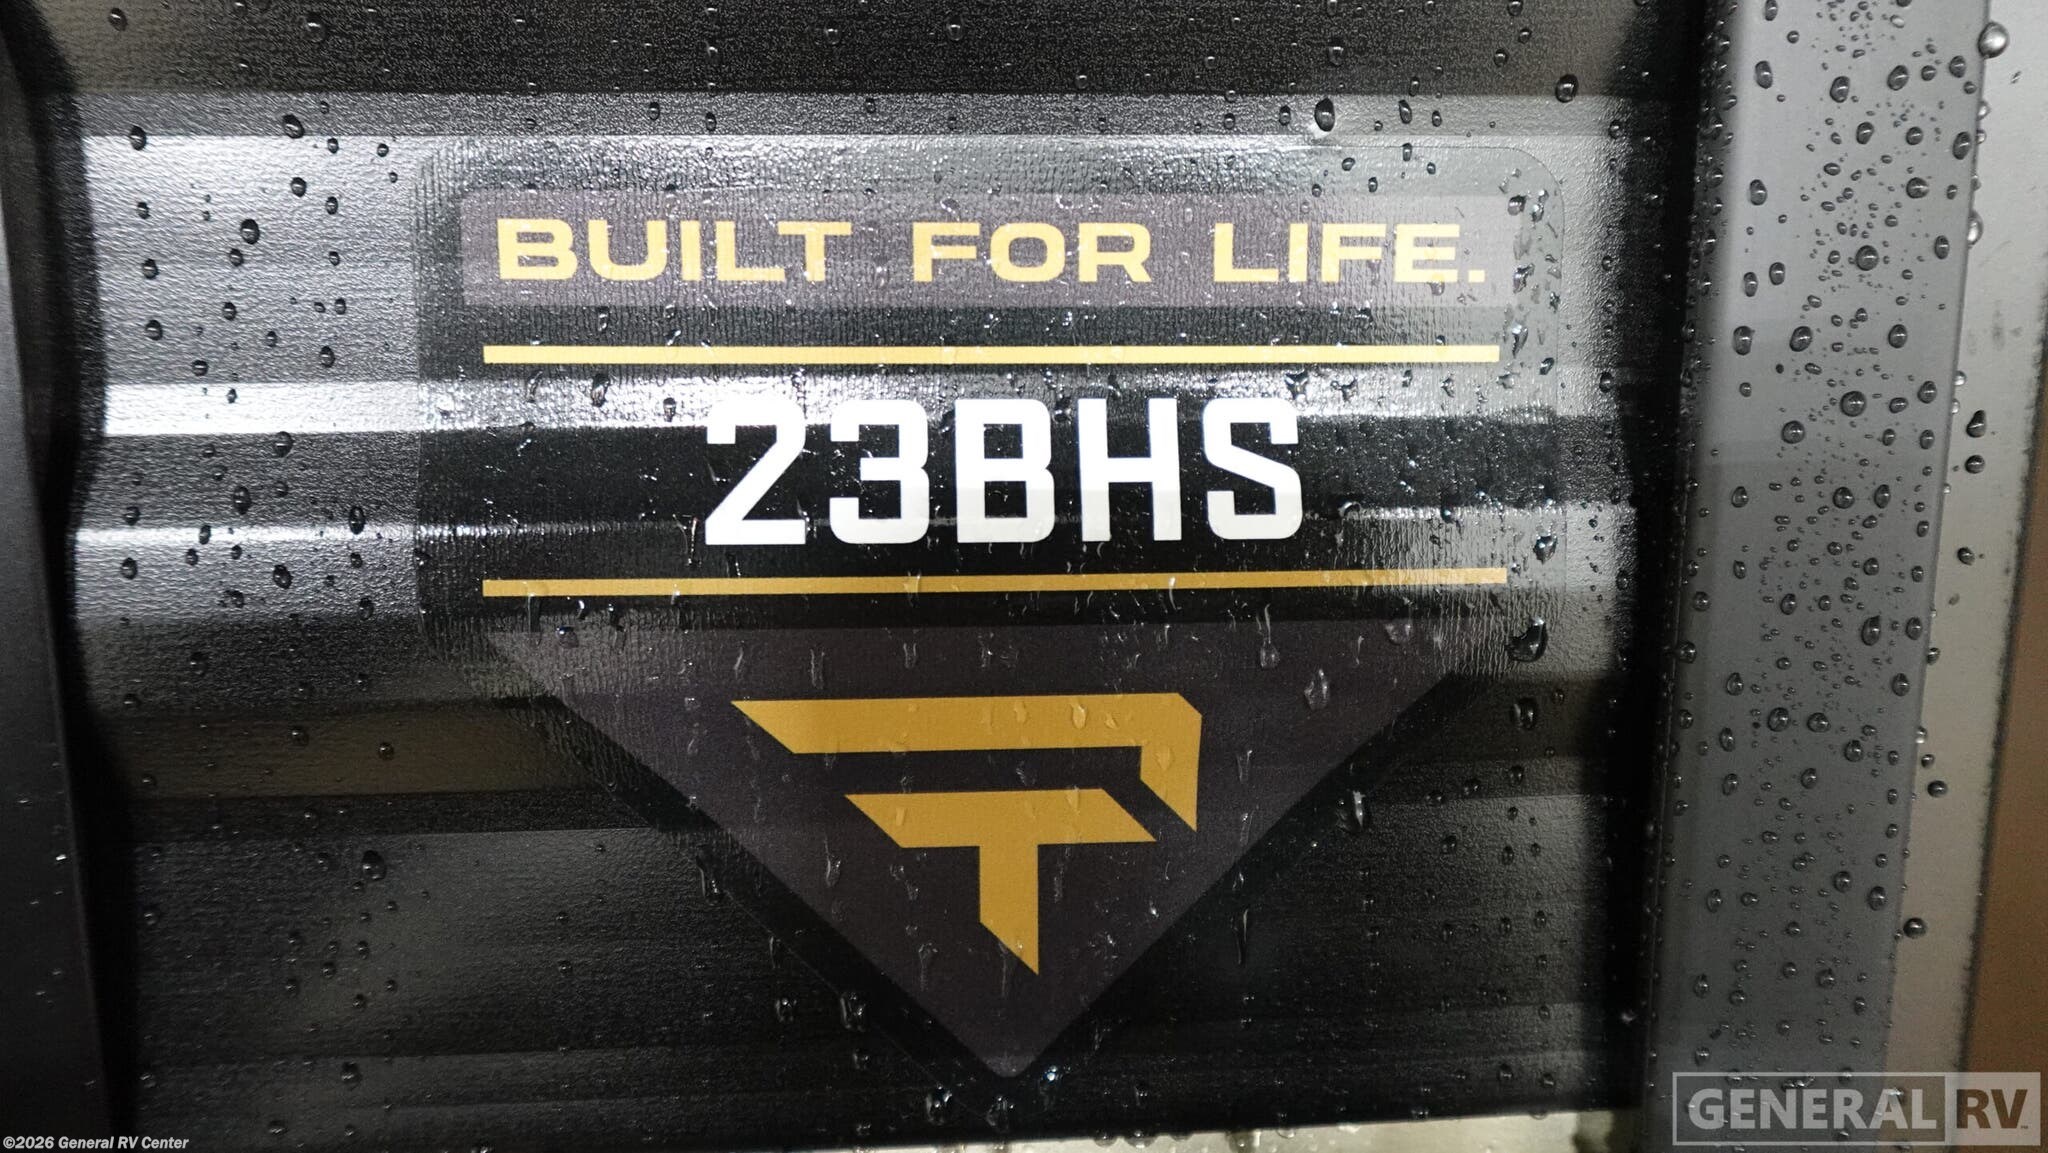 BUILT FOR LIFE.
23BHS
©2026 General RV Center
GENERAL RV